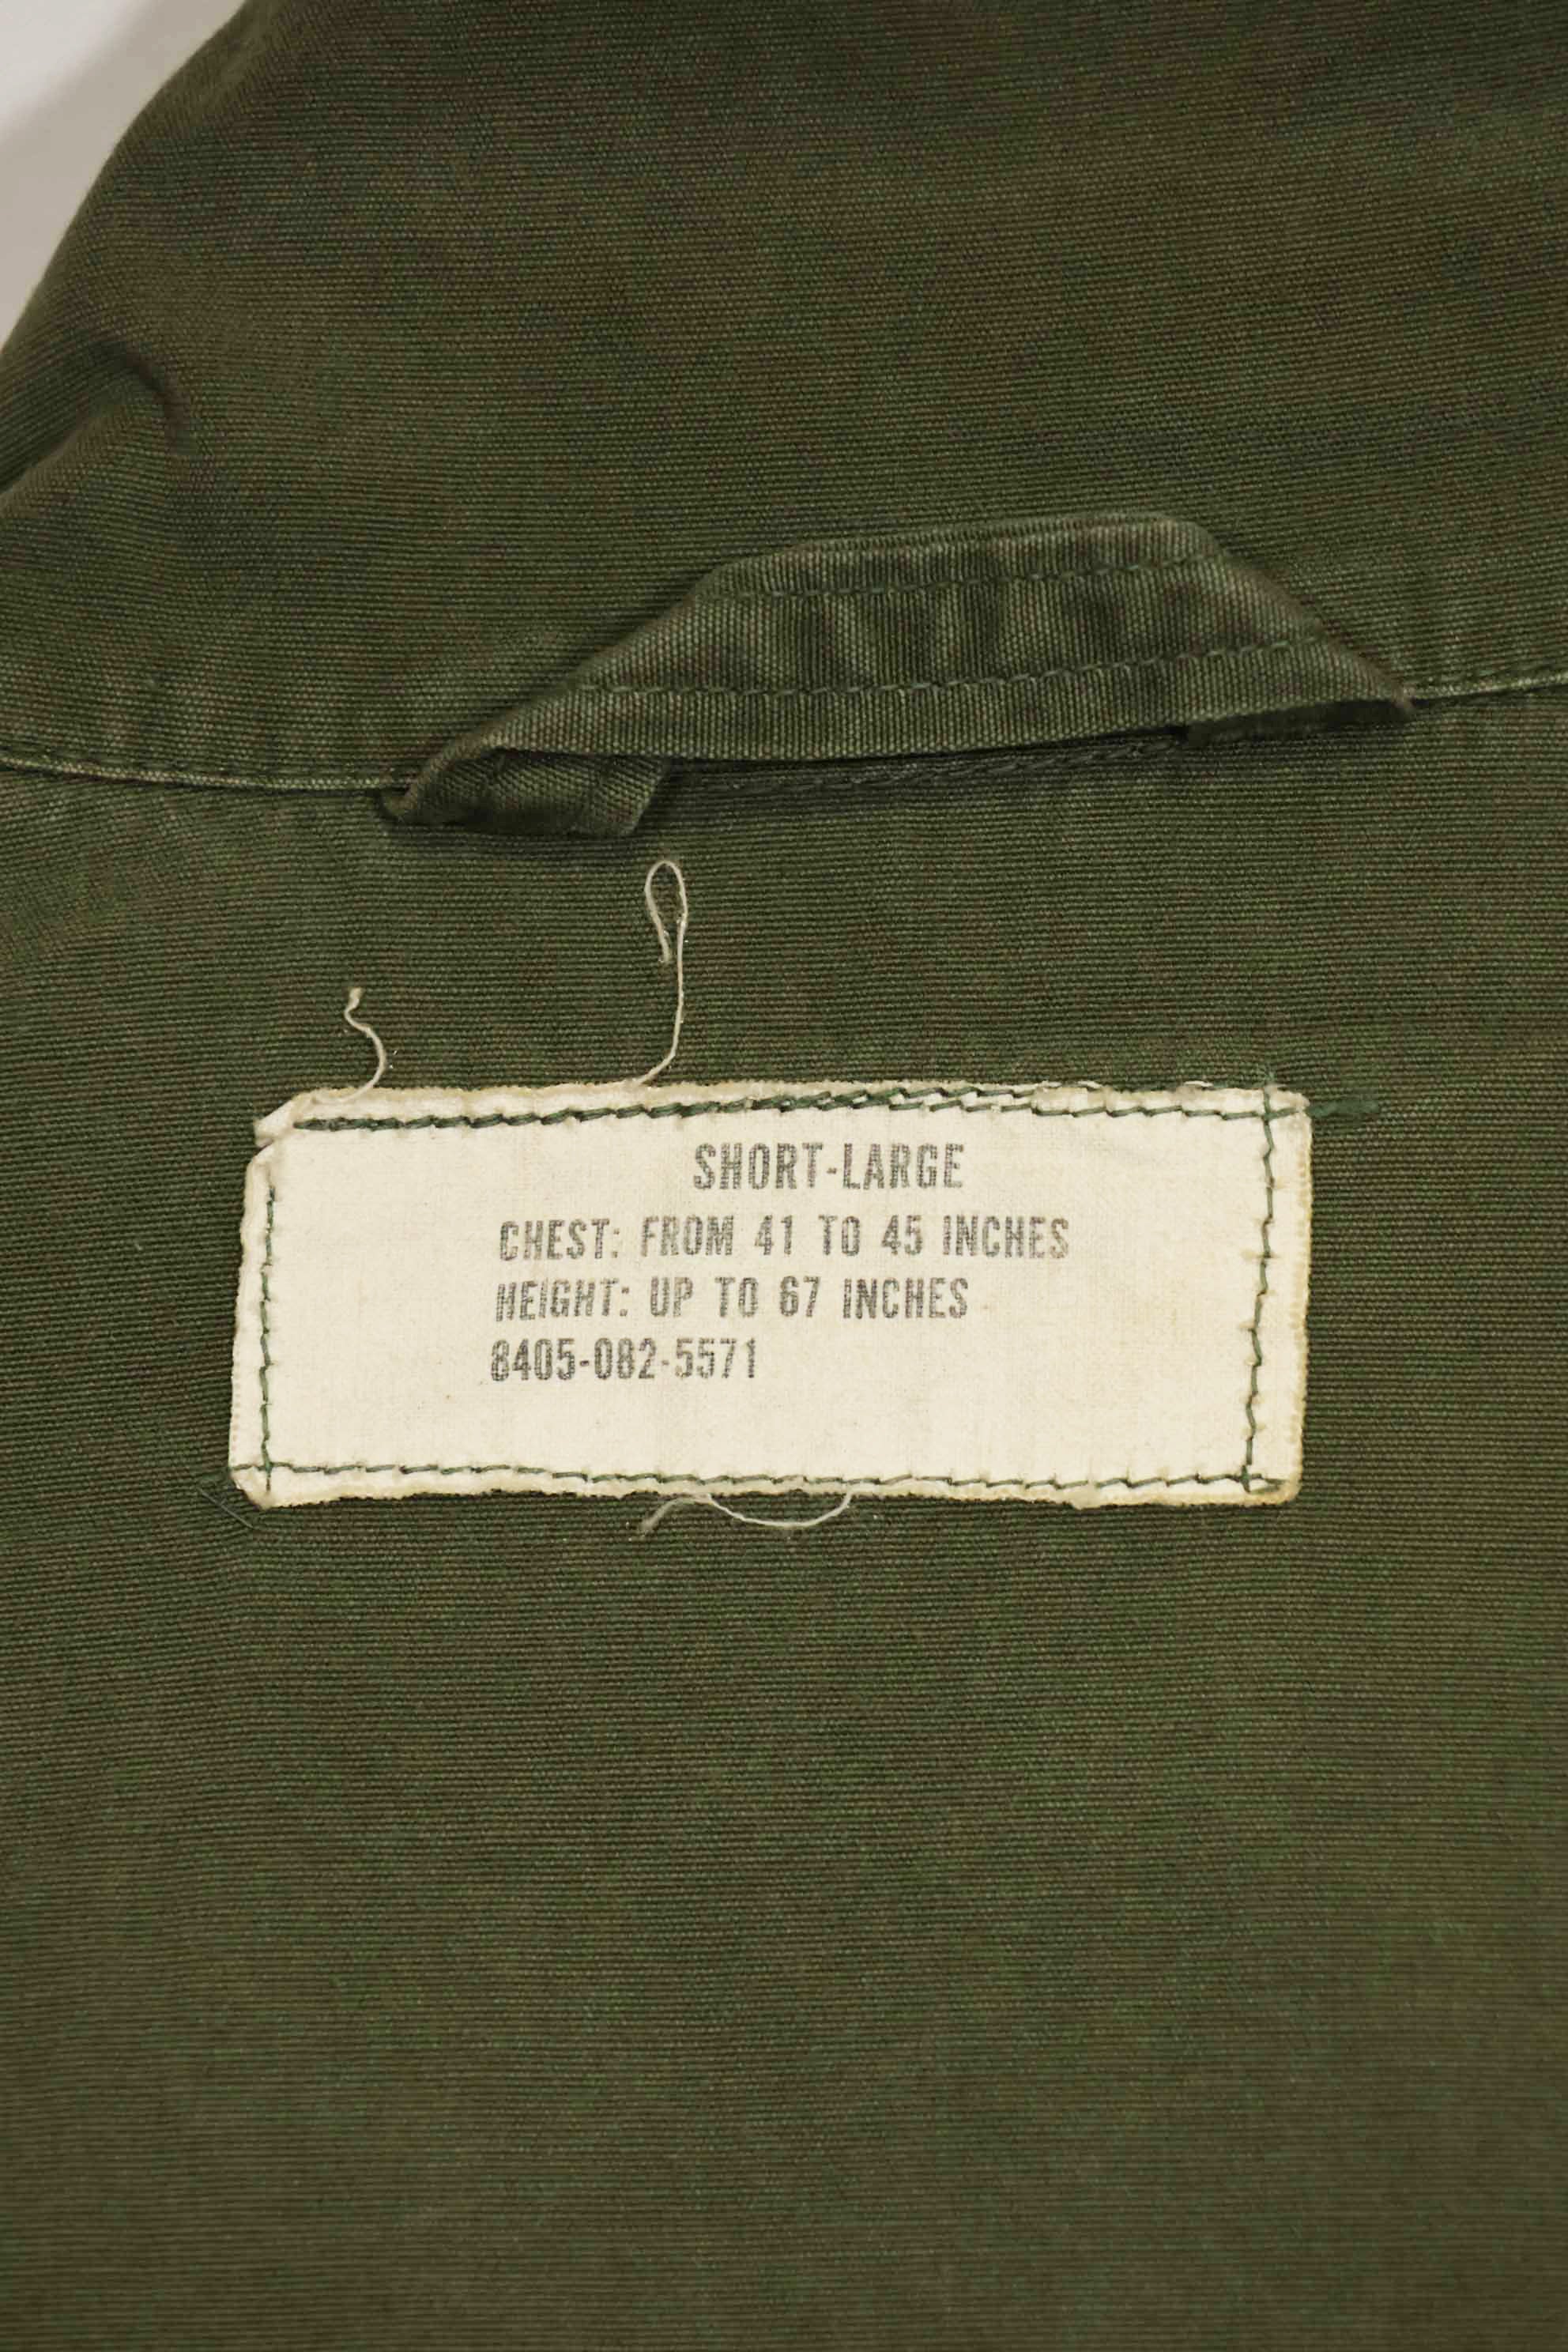 SHORT-LARGE
CHEST: FROM 41 TO 45 INCHES
HEIGHT: UP TO 67 INCHES
8405-082-5571